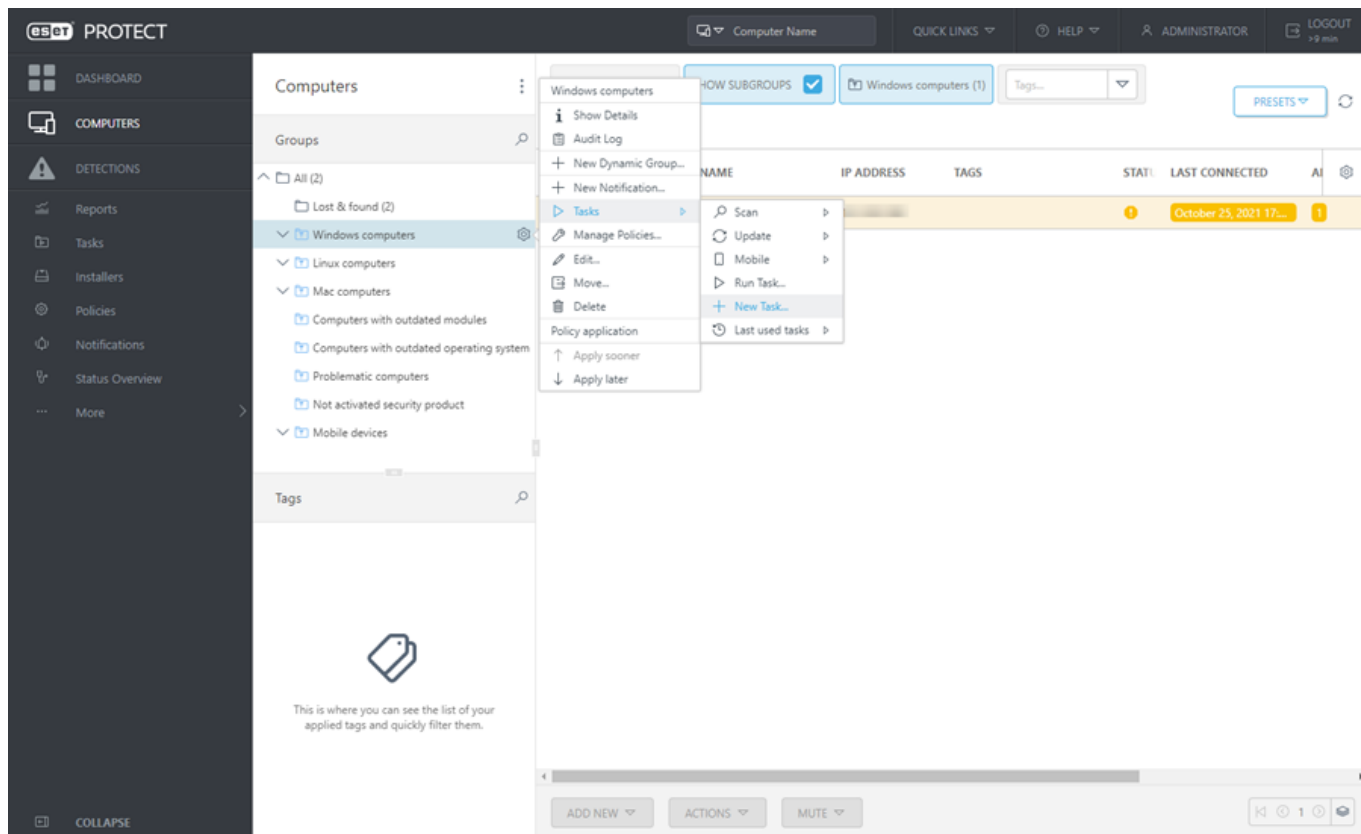 eset PROTECT
Computer Name
QUICK LINKS
HELP
ADMINISTRATOR
LOGOUT
>9 min
DASHBOARD
COMPUTERS
DETECTIONS
Reports
Tasks
Installers
Policies
Notifications
Status Overview
More
COLLAPSE
Computers
Groups
All (2)
Lost & found (2)
Windows computers
Linux computers
Mac computers
Computers with outdated modules
Computers with outdated operating system
Problematic computers
Not activated security product
Mobile devices
Tags
This is where you can see the list of your
applied tags and quickly filter them.
Windows computers
Show Details
Audit Log
New Dynamic Group...
New Notification...
Tasks
Manage Policies...
Edit...
Move...
Delete
Policy application
Apply sooner
Apply later
Scan
Update
Mobile
Run Task...
New Task...
Last used tasks
HOW SUBGROUPS
Windows computers (1)
Tags...
PRESETS
NAME
IP ADDRESS
TAGS
STATU
LAST CONNECTED
Al
October 25, 2021 17:...
1
ADD NEW
ACTIONS
MUTE
1